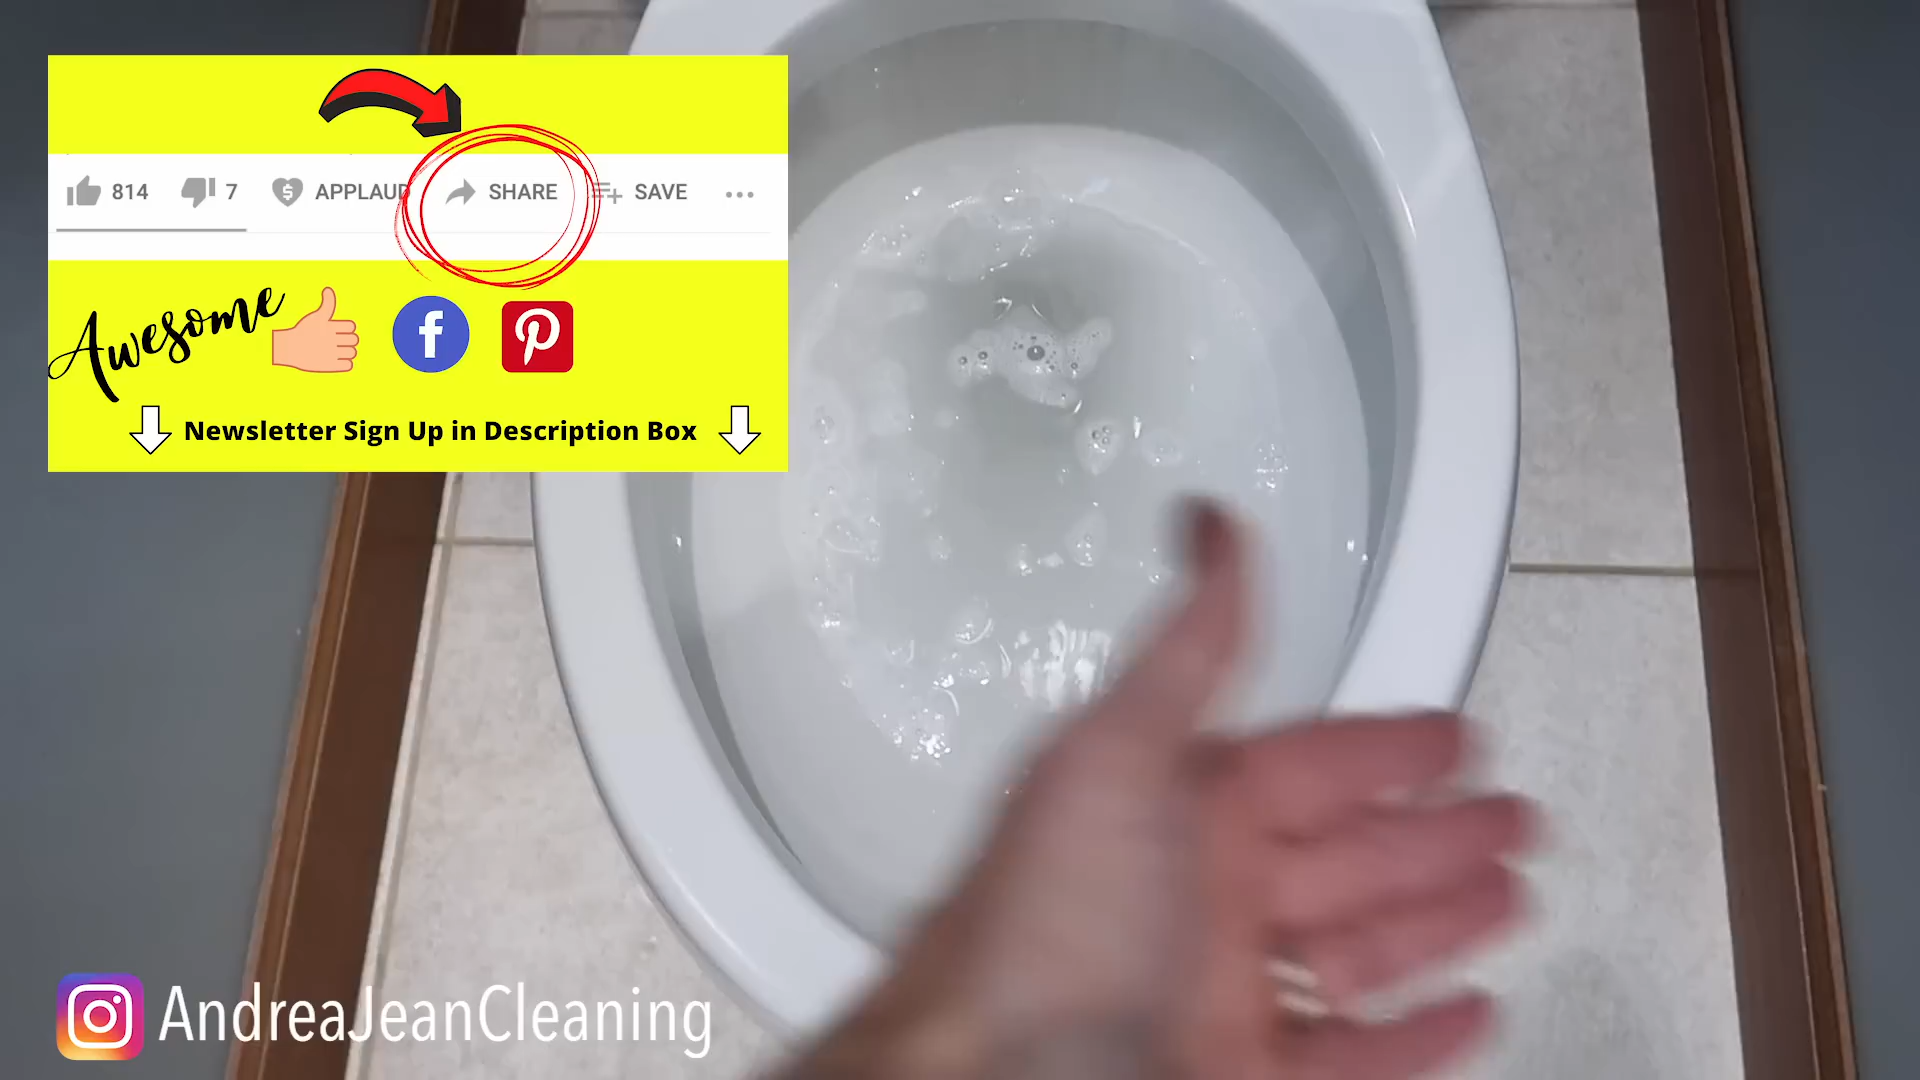 814 7 APPLAUD SHARE SAVE
Awesome
Newsletter Sign Up in Description Box
AndreaJeanCleaning